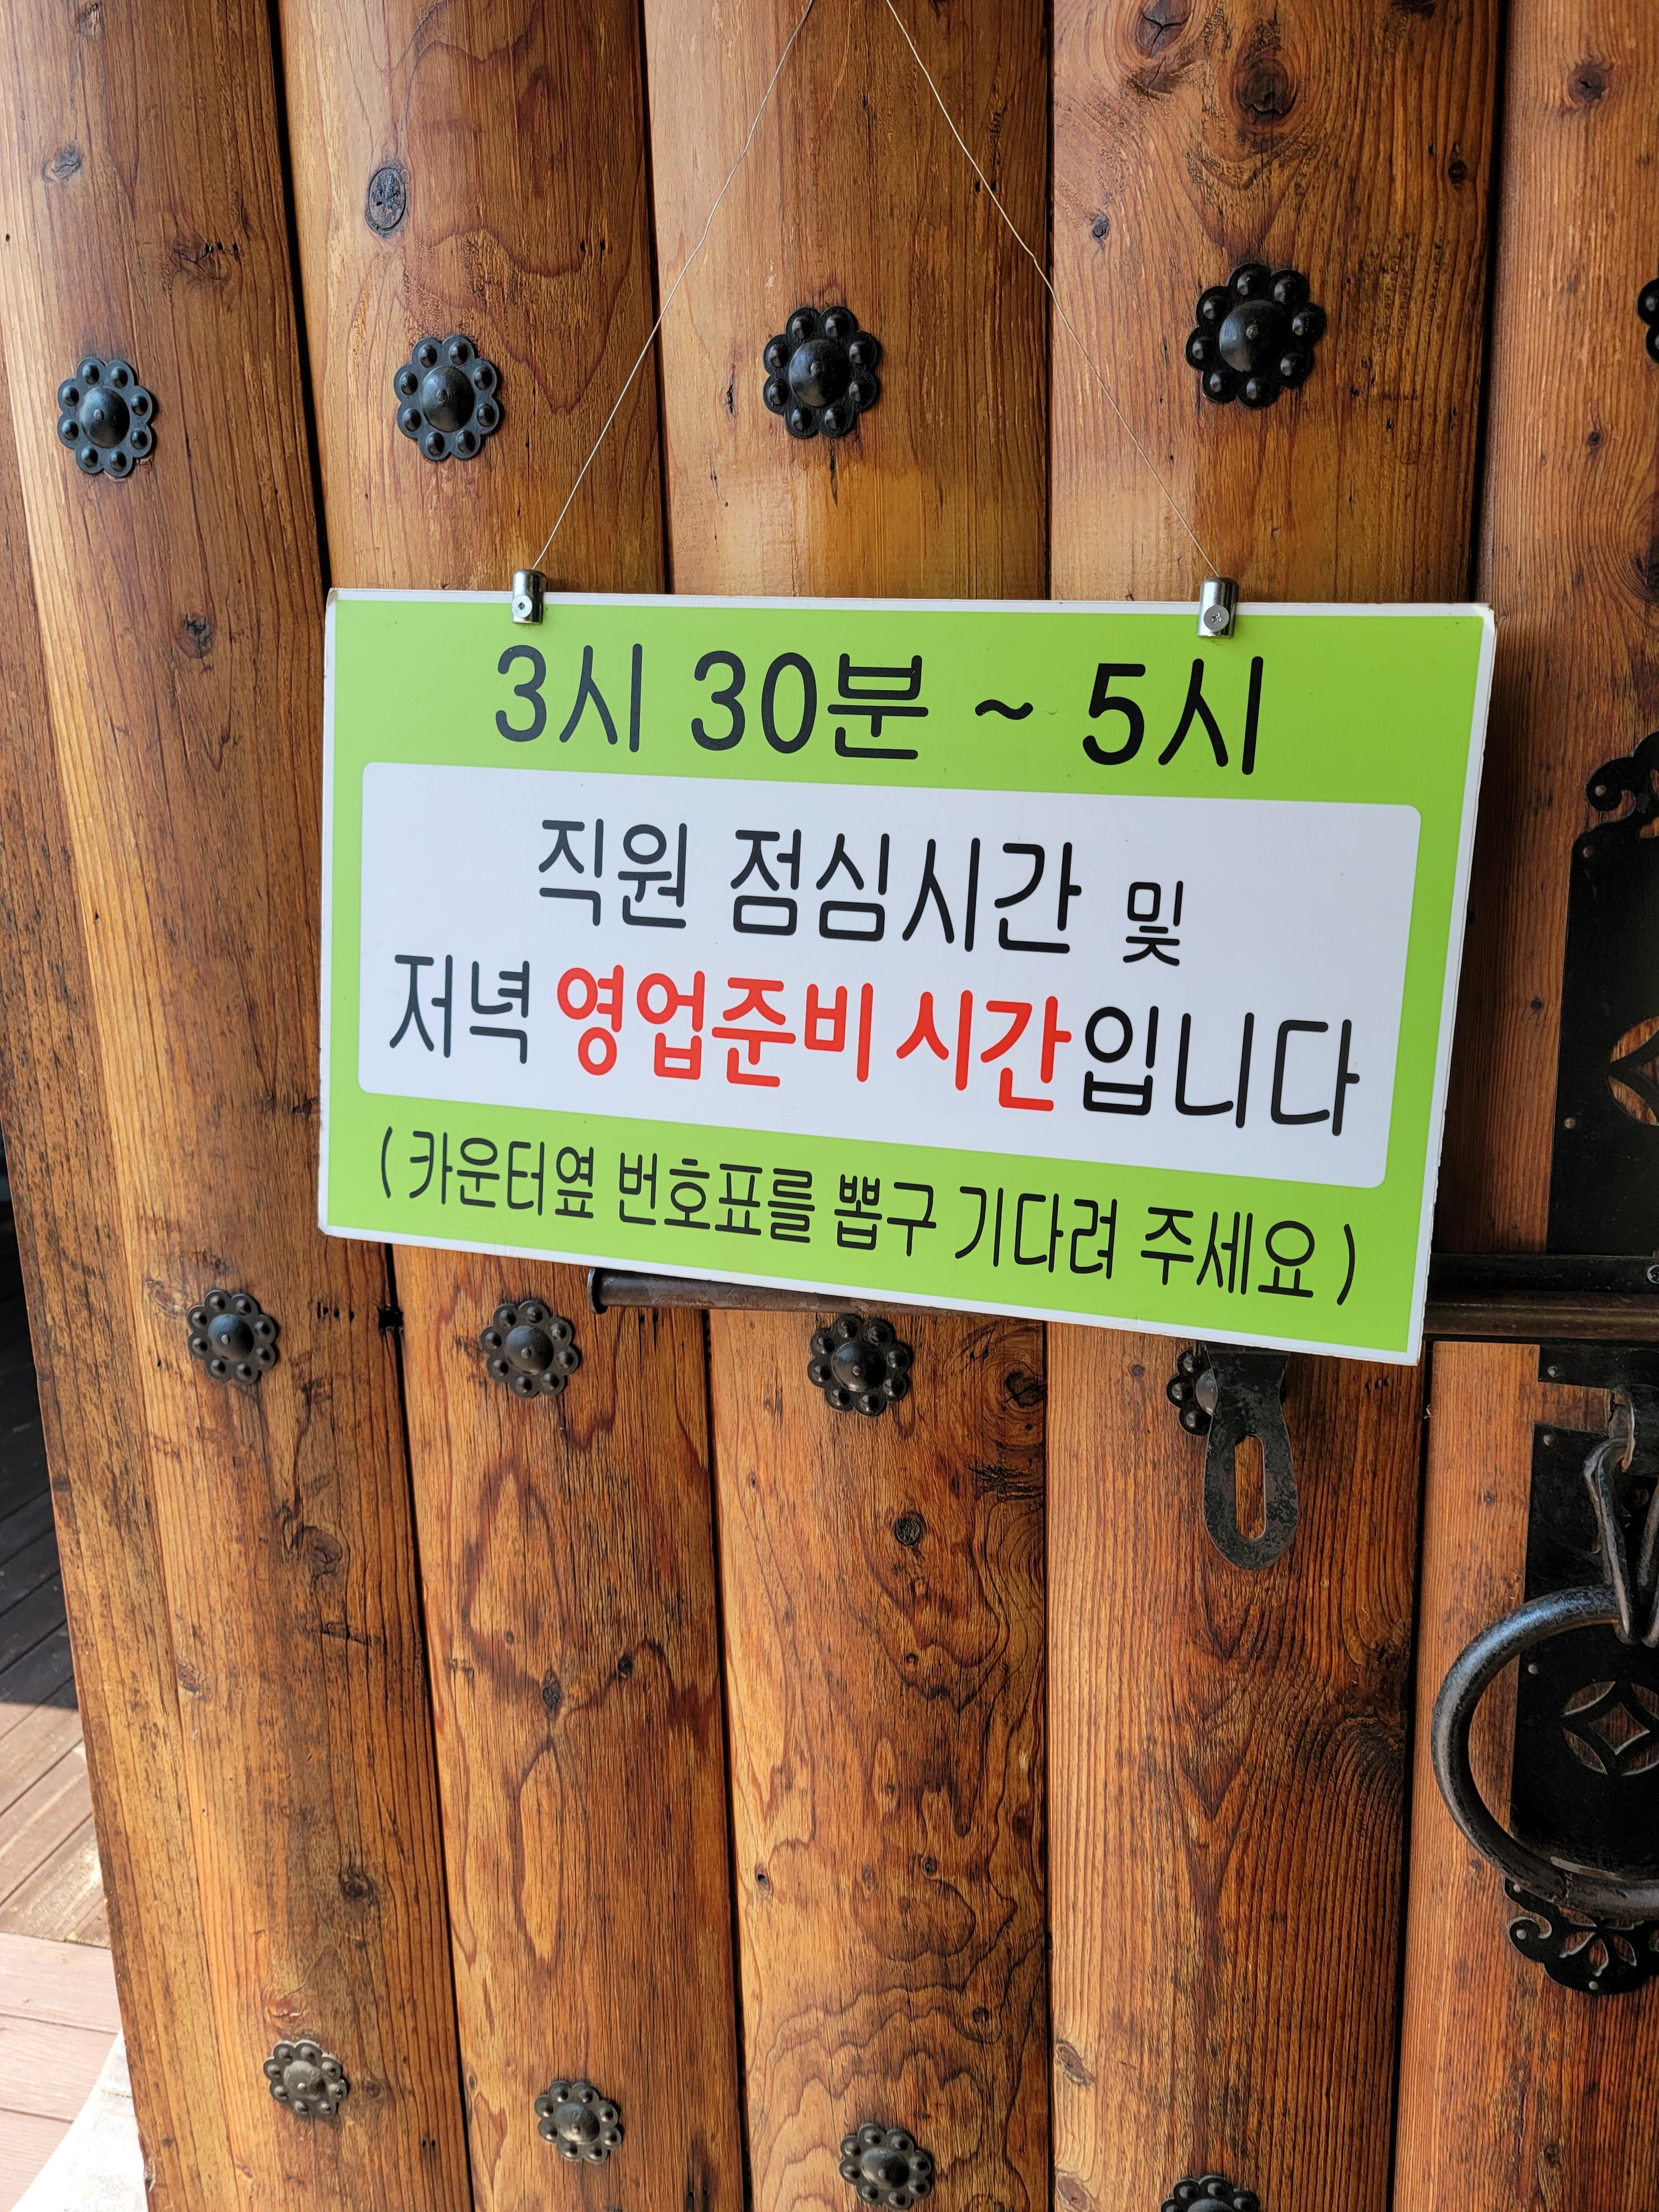 3시 30분 ~ 5시
직원 점심시간 및
저녁 영업준비 시간입니다
( 카운터옆 번호표를 뽑구 기다려 주세요 )